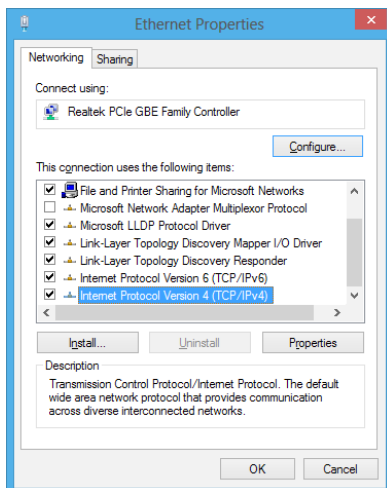 Ethernet Properties
Networking
Sharing
Connect using:
Realtek PCIe GBE Family Controller
Configure...
This connection uses the following items:
File and Printer Sharing for Microsoft Networks
Microsoft Network Adapter Multiplexor Protocol
Microsoft LLDP Protocol Driver
Link-Layer Topology Discovery Mapper I/O Driver
Link-Layer Topology Discovery Responder
Internet Protocol Version 6 (TCP/IPv6)
Internet Protocol Version 4 (TCP/IPv4)
Install...
Uninstall
Properties
Description
Transmission Control Protocol/Internet Protocol. The default
wide area network protocol that provides communication
across diverse interconnected networks.
OK
Cancel